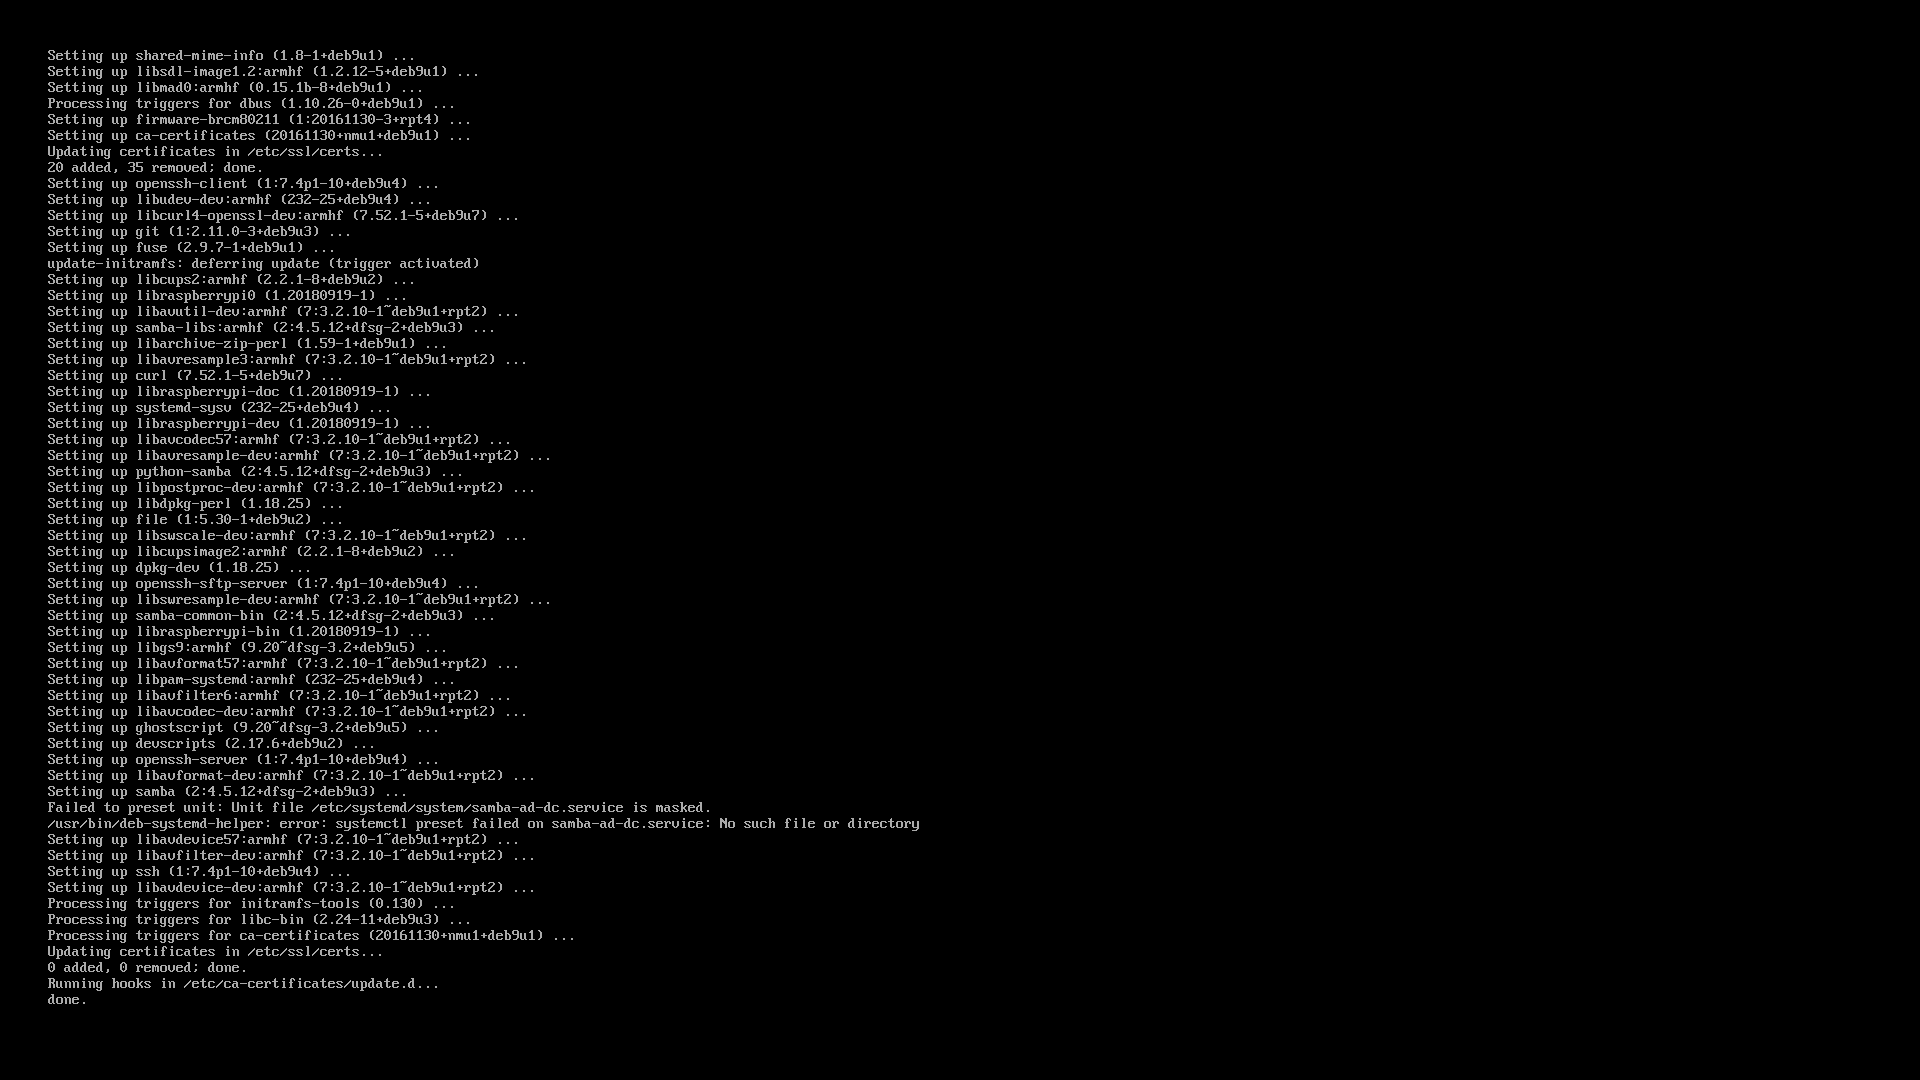 Setting up shared-mime-info (1.8-1+deb9u1) ...
Setting up libsdl-image1.2:armhf (1.2.12-5+deb9u1) ...
Setting up libmad0:armhf (0.15.1b-8+deb9u1) ...
Processing triggers for dbus (1.10.26-0+deb9u1) ...
Setting up firmware-brcm80211 (1:20161130-3+rpt4) ...
Setting up ca-certificates (20161130+nmu1+deb9u1) ...
Updating certificates in /etc/ssl/certs...
20 added, 35 removed; done.
Setting up openssh-client (1:7.4p1-10+deb9u4) ...
Setting up libudev-dev:armhf (232-25+deb9u4) ...
Setting up libcurl4-openssl-dev:armhf (7.52.1-5+deb9u7) ...
Setting up git (1:2.11.0-3+deb9u3) ...
Setting up fuse (2.9.7-1+deb9u1) ...
update-initramfs: deferring update (trigger activated)
Setting up libcups2:armhf (2.2.1-8+deb9u2) ...
Setting up libraspberrypi0 (1.20180919-1) ...
Setting up libavutil-dev:armhf (7:3.2.10-1~deb9u1+rpt2) ...
Setting up samba-libs:armhf (2:4.5.12+dfsg-2+deb9u3) ...
Setting up libarchive-zip-perl (1.59-1+deb9u1) ...
Setting up libavresample3:armhf (7:3.2.10-1~deb9u1+rpt2) ...
Setting up curl (7.52.1-5+deb9u7) ...
Setting up libraspberrypi-doc (1.20180919-1) ...
Setting up systemd-sysv (232-25+deb9u4) ...
Setting up libraspberrypi-dev (1.20180919-1) ...
Setting up libavcodec57:armhf (7:3.2.10-1~deb9u1+rpt2) ...
Setting up libavresample-dev:armhf (7:3.2.10-1~deb9u1+rpt2) ...
Setting up python-samba (2:4.5.12+dfsg-2+deb9u3) ...
Setting up libpostproc-dev:armhf (7:3.2.10-1~deb9u1+rpt2) ...
Setting up libdpkg-perl (1.18.25) ...
Setting up file (1:5.30-1+deb9u2) ...
Setting up libswscale-dev:armhf (7:3.2.10-1~deb9u1+rpt2) ...
Setting up libcupsimage2:armhf (2.2.1-8+deb9u2) ...
Setting up dpkg-dev (1.18.25) ...
Setting up openssh-sftp-server (1:7.4p1-10+deb9u4) ...
Setting up libswresample-dev:armhf (7:3.2.10-1~deb9u1+rpt2) ...
Setting up samba-common-bin (2:4.5.12+dfsg-2+deb9u3) ...
Setting up libraspberrypi-bin (1.20180919-1) ...
Setting up libgs9:armhf (9.20~dfsg-3.2+deb9u5) ...
Setting up libavformat57:armhf (7:3.2.10-1~deb9u1+rpt2) ...
Setting up libpam-systemd:armhf (232-25+deb9u4) ...
Setting up libavfilter6:armhf (7:3.2.10-1~deb9u1+rpt2) ...
Setting up libavcodec-dev:armhf (7:3.2.10-1~deb9u1+rpt2) ...
Setting up ghostscript (9.20~dfsg-3.2+deb9u5) ...
Setting up devscripts (2.17.6+deb9u2) ...
Setting up openssh-server (1:7.4p1-10+deb9u4) ...
Setting up libavformat-dev:armhf (7:3.2.10-1~deb9u1+rpt2) ...
Setting up samba (2:4.5.12+dfsg-2+deb9u3) ...
Failed to preset unit: Unit file /etc/systemd/system/samba-ad-dc.service is masked.
/usr/bin/deb-systemd-helper: error: systemctl preset failed on samba-ad-dc.service: No such file or directory
Setting up libavdevice57:armhf (7:3.2.10-1~deb9u1+rpt2) ...
Setting up libavfilter-dev:armhf (7:3.2.10-1~deb9u1+rpt2) ...
Setting up ssh (1:7.4p1-10+deb9u4) ...
Setting up libavdevice-dev:armhf (7:3.2.10-1~deb9u1+rpt2) ...
Processing triggers for initramfs-tools (0.130) ...
Processing triggers for libc-bin (2.24-11+deb9u3) ...
Processing triggers for ca-certificates (20161130+nmu1+deb9u1) ...
Updating certificates in /etc/ssl/certs...
0 added, 0 removed; done.
Running hooks in /etc/ca-certificates/update.d...
done.